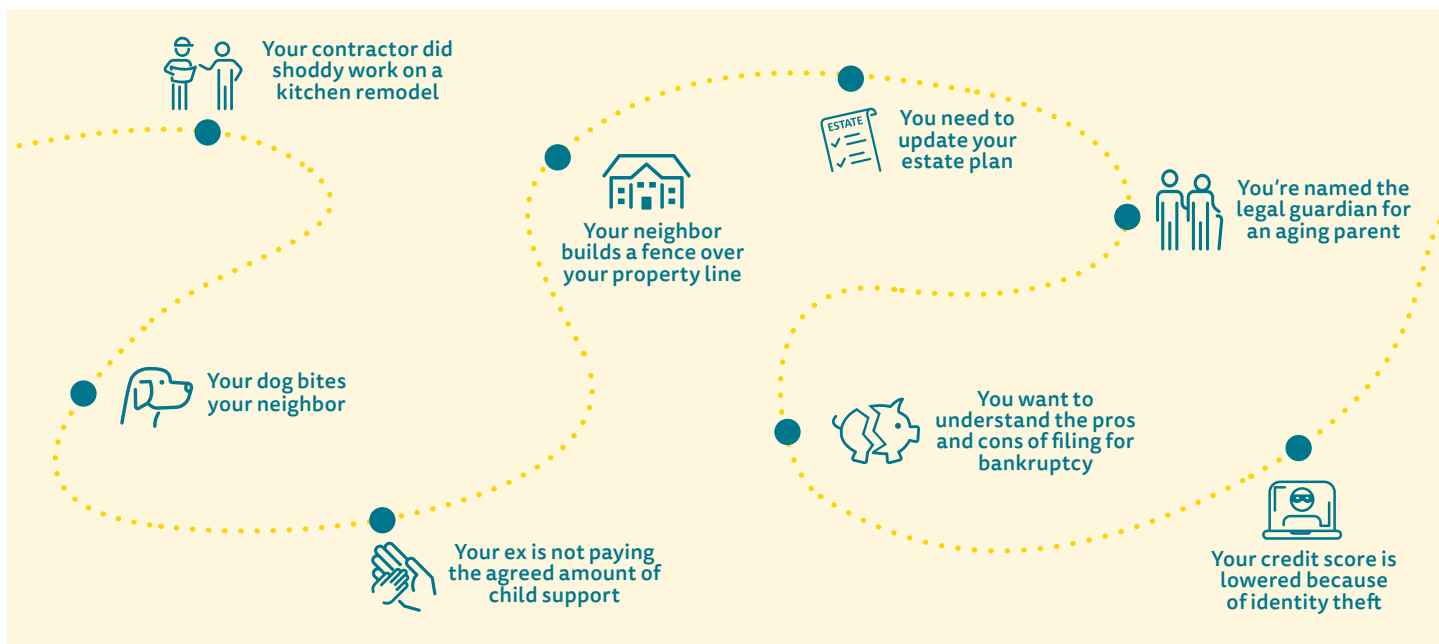 Your contractor did
shoddy work on a
kitchen remodel
Your dog bites
your neighbor
Your ex is not paying
the agreed amount of
child support
Your neighbor
builds a fence over
your property line
ESTATE
You need to
update your
estate plan
You're named the
legal guardian for
an aging parent
You want to
understand the pros
and cons of filing for
bankruptcy
Your credit score is
lowered because
of identity theft